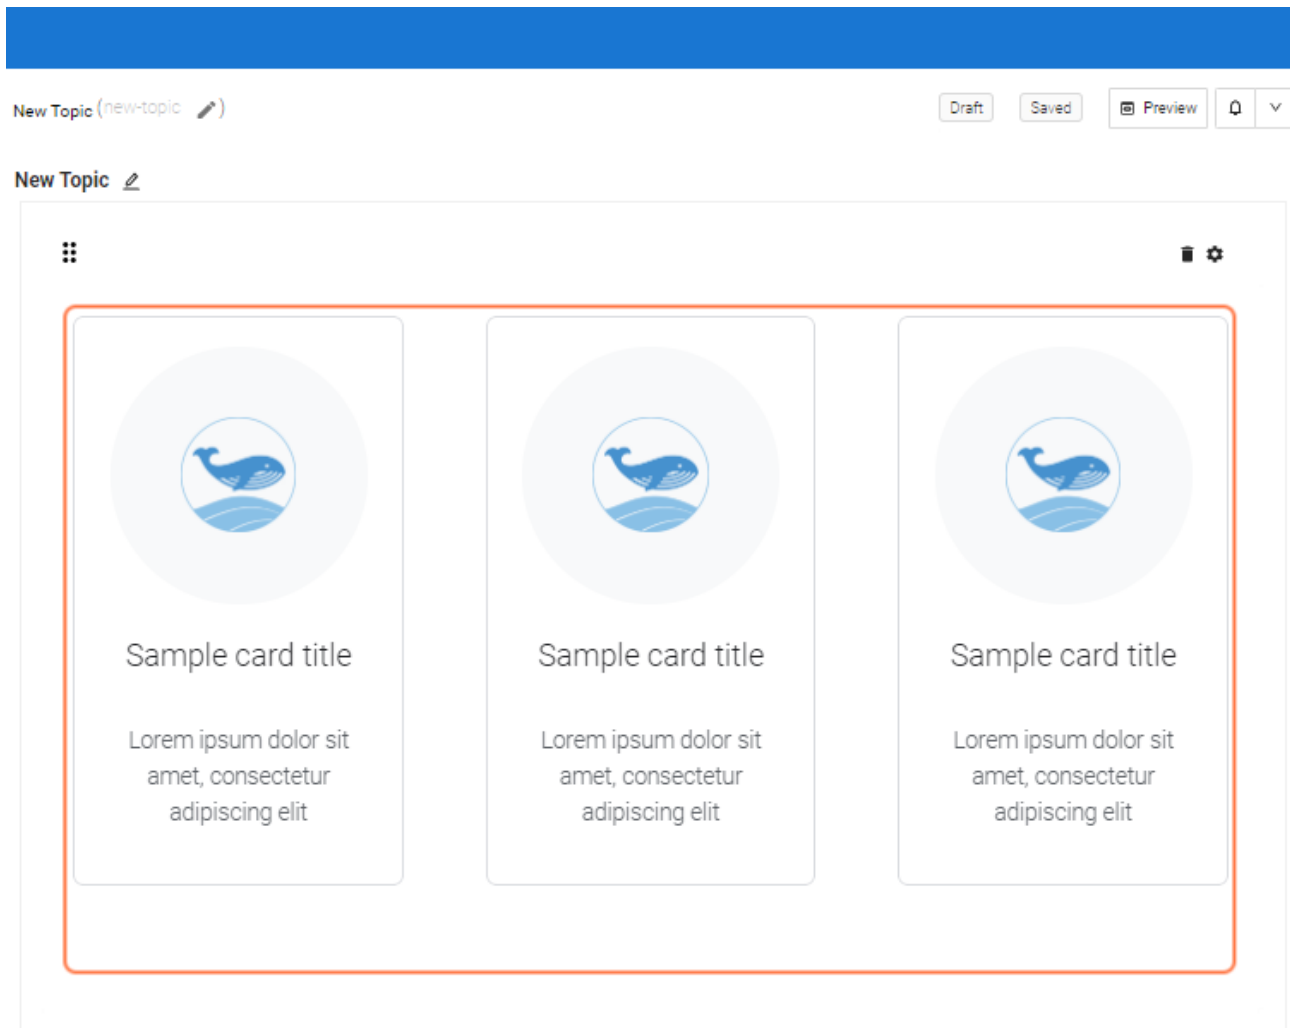 New Topic (new-topic )
Draft
Saved
Preview
New Topic
Sample card title
Lorem ipsum dolor sit
amet, consectetur
adipiscing elit
Sample card title
Lorem ipsum dolor sit
amet, consectetur
adipiscing elit
Sample card title
Lorem ipsum dolor sit
amet, consectetur
adipiscing elit